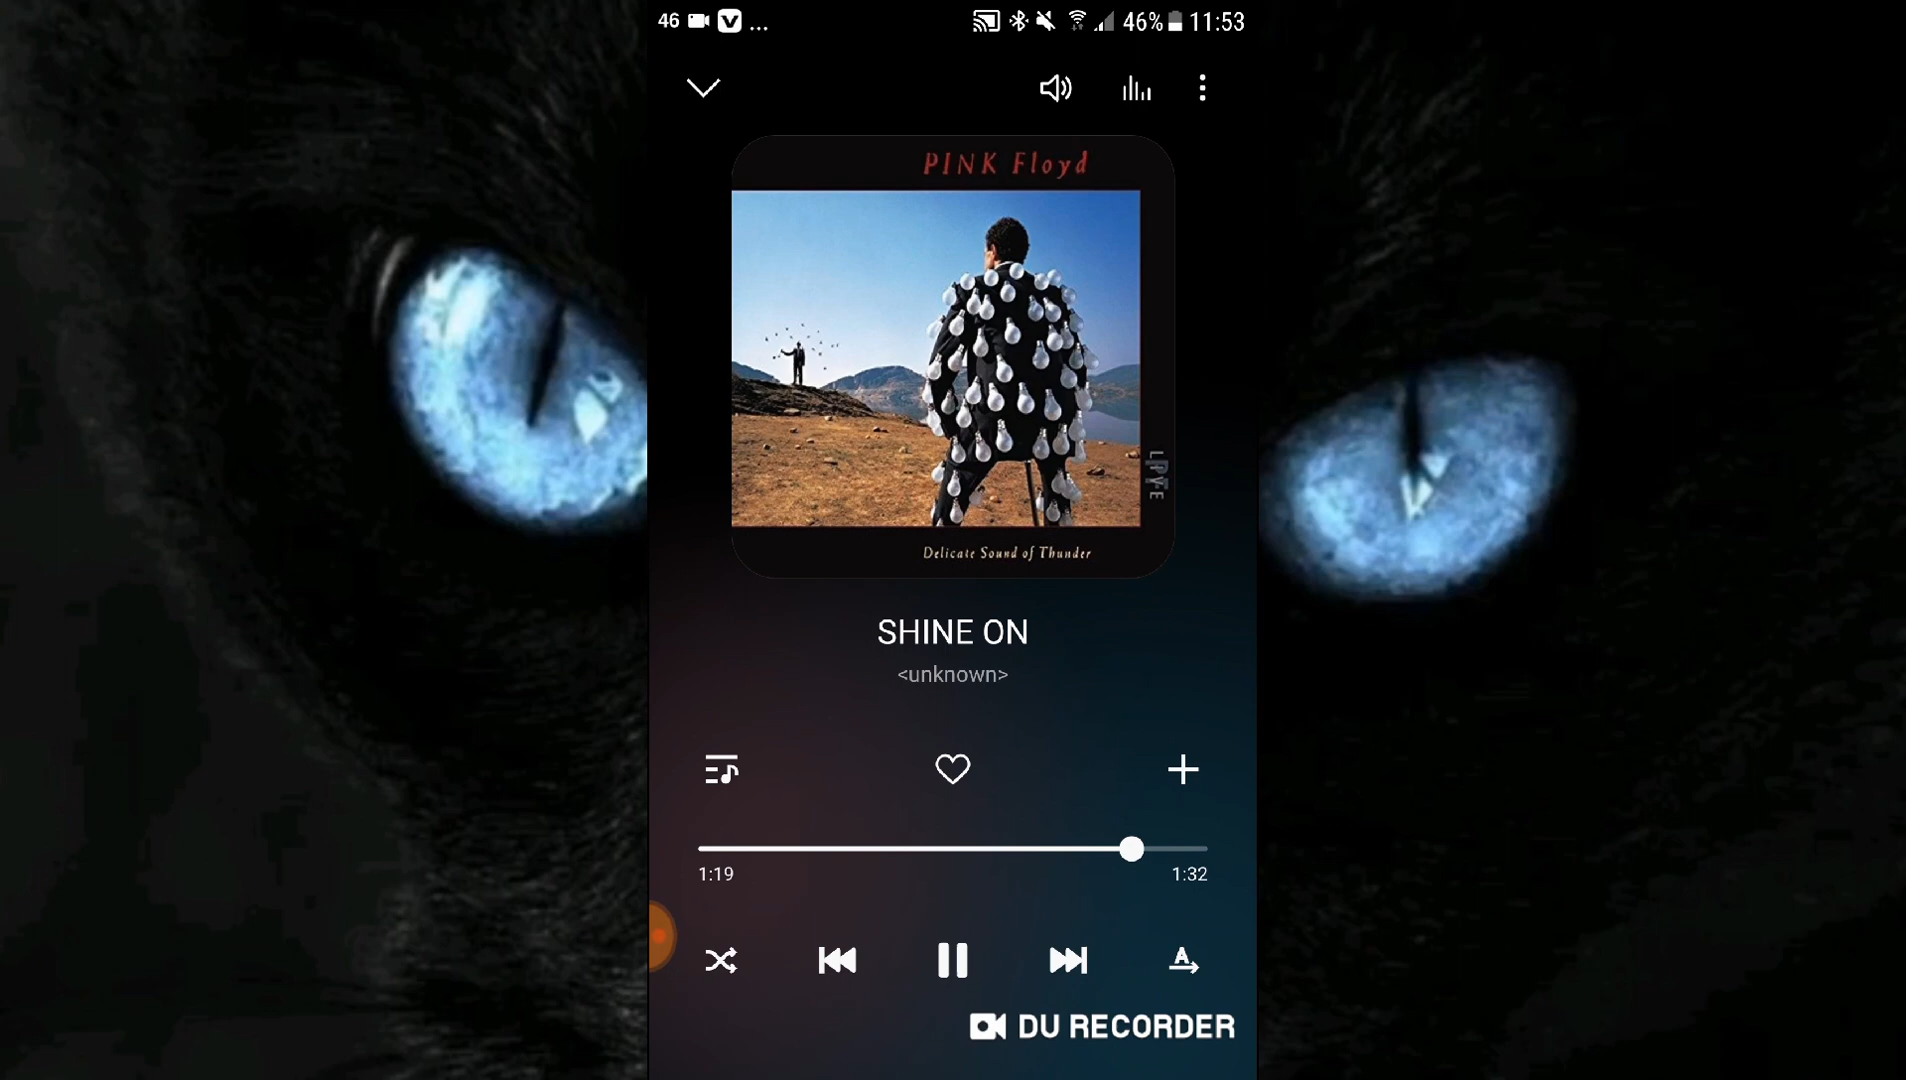 46 ... 46% 11:53
PINK Floyd
LIVE
Delicate Sound of Thunder
SHINE ON
<unknown>
1:19 1:32
A
DU RECORDER